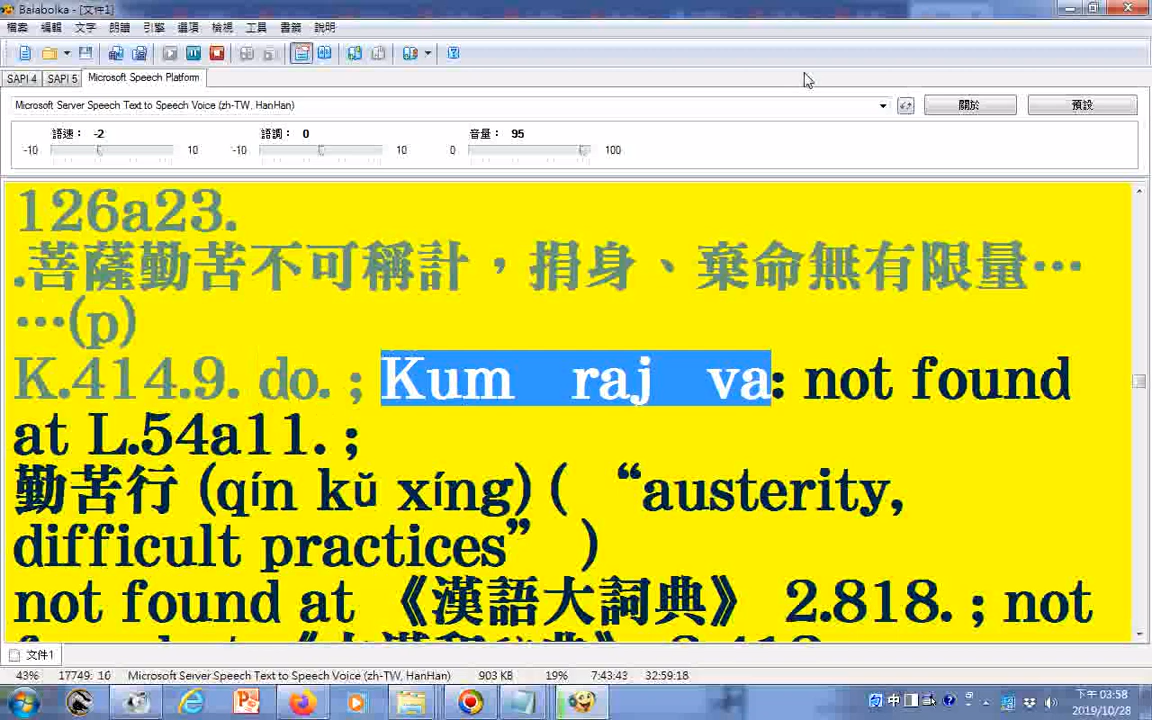 Balabolka - [文件1]
檔案 編輯 文字 朗讀 引擎 選項 檢視 工具 書籤 說明
SAPI 4 SAPI 5 Microsoft Speech Platform
Microsoft Server Speech Text to Speech Voice (zh-TW, HanHan) 關於 預設
語速： -2 語調： 0 音量： 95
-10 10 -10 10 0 100
126a23.
.菩薩勤苦不可稱計，捐身、棄命無有限量…
…(p)
K.414.9. do. ; Kum raj va: not found
at L.54a11. ;
勤苦行 (qín kǔ xíng) ( “austerity,
difficult practices” )
not found at 《漢語大詞典》 2.818. ; not
文件1
43% 17749: 10 Microsoft Server Speech Text to Speech Voice (zh-TW, HanHan) 903 KB 19% 7:43:43 32:59:18
中 下午 03:58
2019/10/28